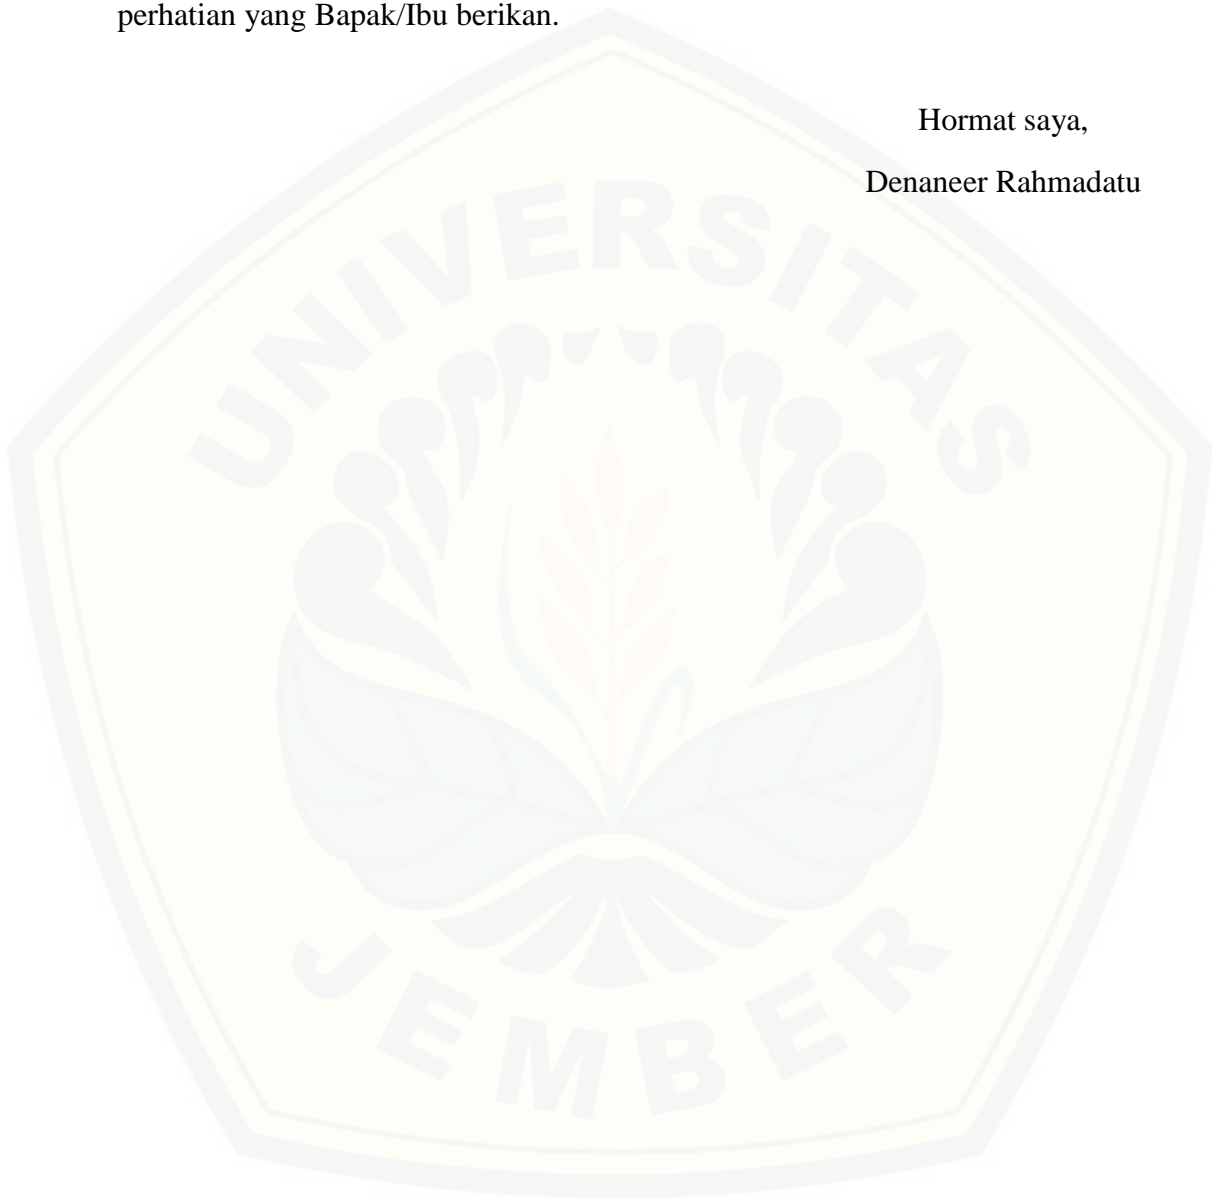 perhatian yang Bapak/Ibu berikan.
Hormat saya,
Denaneer Rahmadatu
UNIVERSITAS
JEMBER